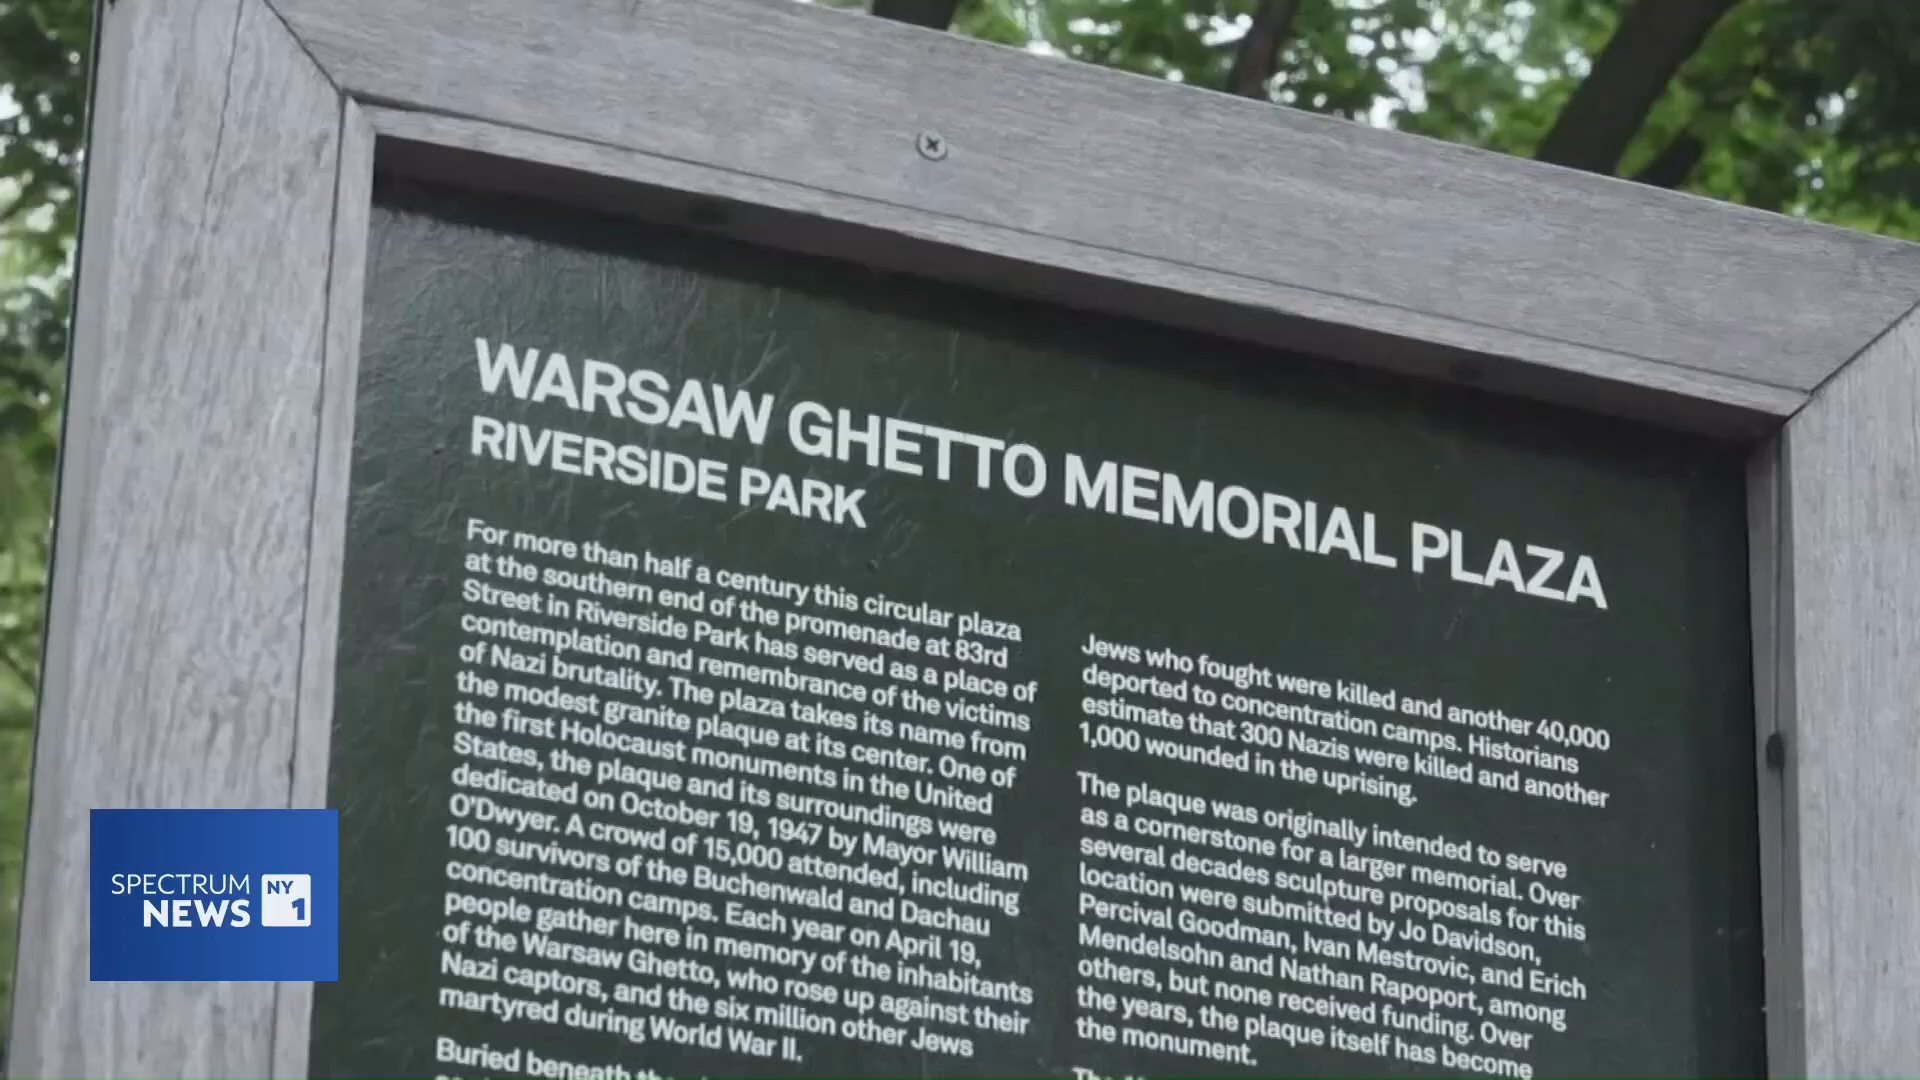 WARSAW GHETTO MEMORIAL PLAZA
RIVERSIDE PARK
For more than half a century this circular plaza
at the southern end of the promenade at 83rd
Street in Riverside Park has served as a place of
contemplation and remembrance of the victims
of Nazi brutality. The plaza takes its name from
the modest granite plaque at its center. One of
the first Holocaust monuments in the United
States, the plaque and its surroundings were
dedicated on October 19, 1947 by Mayor William
O'Dwyer. A crowd of 15,000 attended, including
100 survivors of the Buchenwald and Dachau
concentration camps. Each year on April 19,
people gather here in memory of the inhabitants
of the Warsaw Ghetto, who rose up against their
Nazi captors, and the six million other Jews
martyred during World War II.
Buried beneath
Jews who fought were killed and another 40,000
deported to concentration camps. Historians
estimate that 300 Nazis were killed and another
1,000 wounded in the uprising.
The plaque was originally intended to serve
as a cornerstone for a larger memorial. Over
several decades sculpture proposals for this
location were submitted by Jo Davidson,
Percival Goodman, Ivan Mestrovic, and Erich
Mendelsohn and Nathan Rapoport, among
others, but none received funding. Over
the years, the plaque itself has become
the monument.
SPECTRUM
NEWS
NY
1